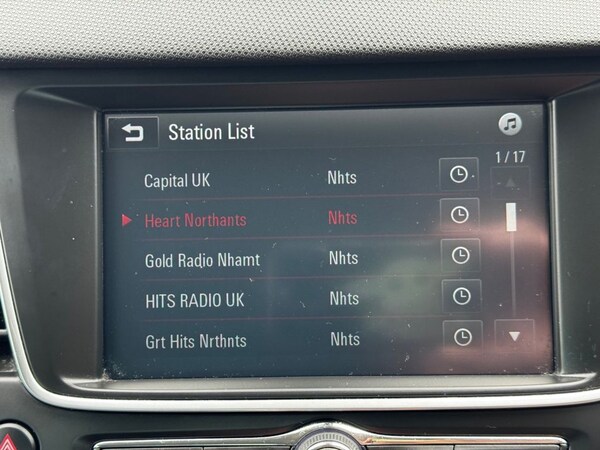 Station List
1 / 17
Capital UK Nhts
Heart Northants Nhts
Gold Radio Nhamt Nhts
HITS RADIO UK Nhts
Grt Hits Nrthnts Nhts